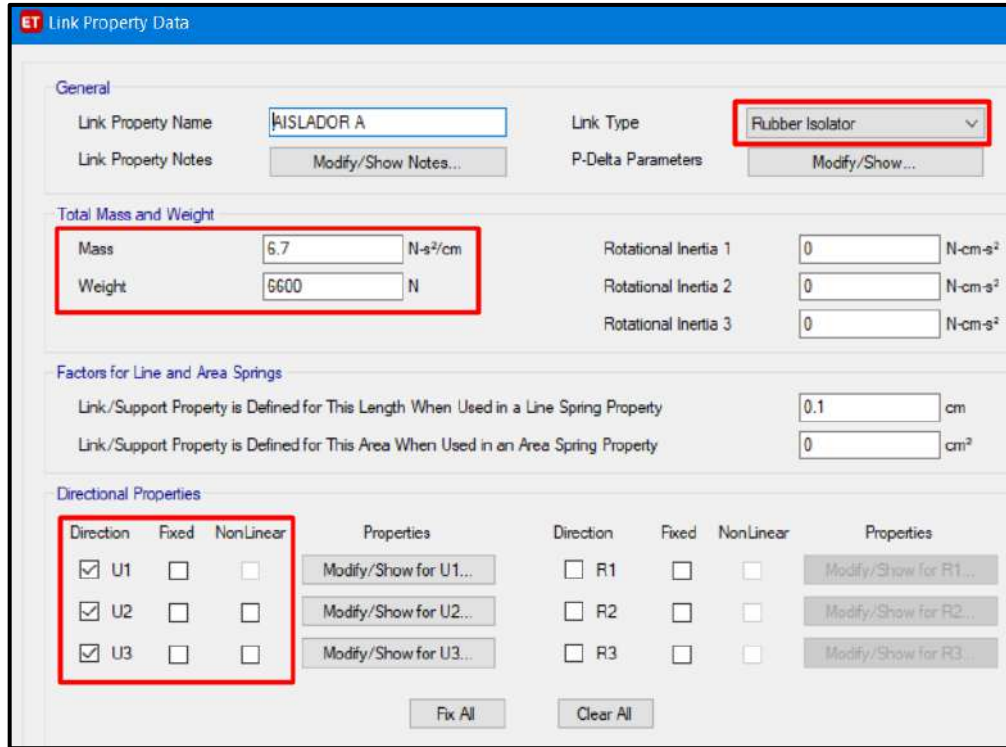 ET Link Property Data
General
Link Property Name AISLADOR A Link Type Rubber Isolator
Link Property Notes Modify/Show Notes... P-Delta Parameters Modify/Show...
Total Mass and Weight
Mass 6.7 N-s²/cm Rotational Inertia 1 0 N-cm-s²
Weight 6600 N Rotational Inertia 2 0 N-cm-s²
Rotational Inertia 3 0 N-cm-s²
Factors for Line and Area Springs
Link/Support Property is Defined for This Length When Used in a Line Spring Property 0.1 cm
Link/Support Property is Defined for This Area When Used in an Area Spring Property 0 cm²
Directional Properties
Direction Fixed NonLinear Properties Direction Fixed NonLinear Properties
U1 Modify/Show for U1... R1 Modify/Show for R1...
U2 Modify/Show for U2... R2 Modify/Show for R2...
U3 Modify/Show for U3... R3 Modify/Show for R3...
Fix All Clear All